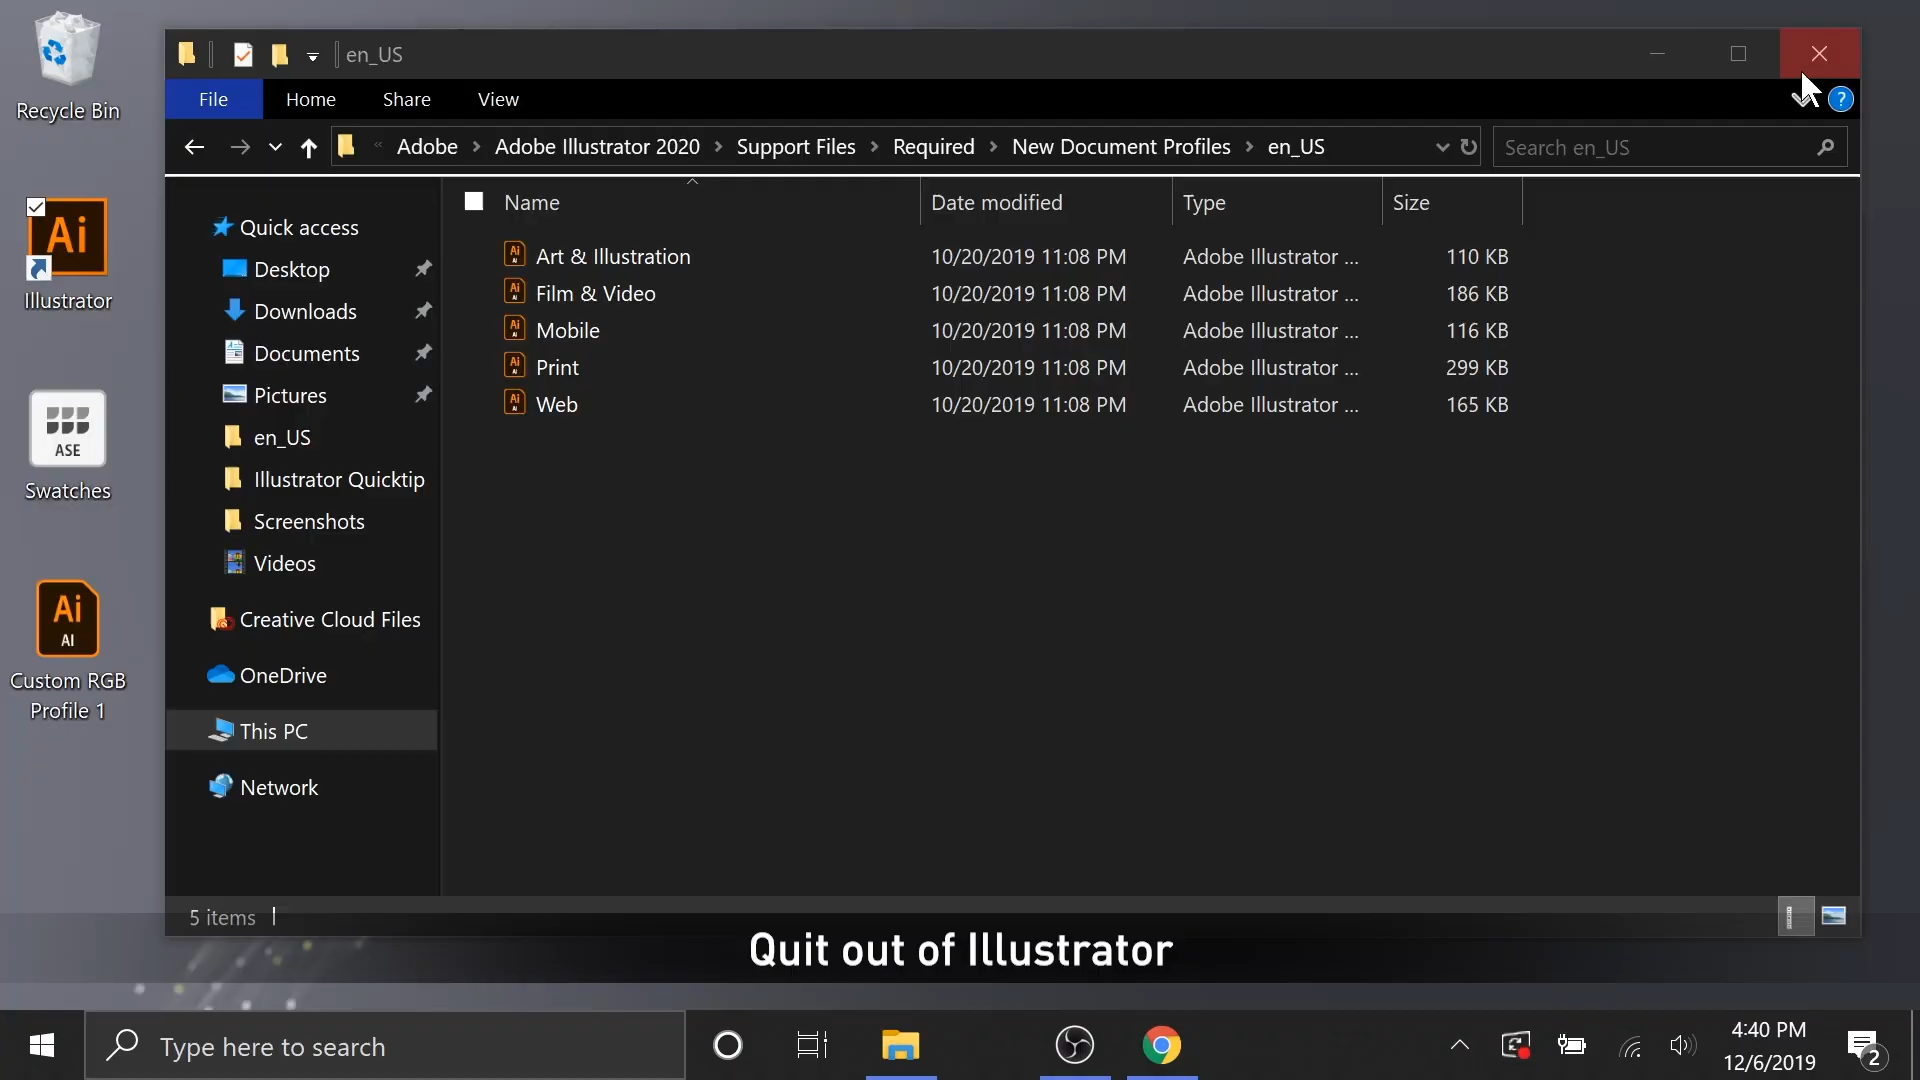 Recycle Bin
Ai
Illustrator
ASE
Swatches
Ai
AI
Custom RGB
Profile 1
en_US
File Home Share View ?
« Adobe > Adobe Illustrator 2020 > Support Files > Required > New Document Profiles > en_US
Search en_US
Quick access
Desktop
Downloads
Documents
Pictures
en_US
Illustrator Quicktip
Screenshots
Videos
Creative Cloud Files
OneDrive
This PC
Network
Name Date modified Type Size
Ai Art & Illustration 10/20/2019 11:08 PM Adobe Illustrator ... 110 KB
Ai Film & Video 10/20/2019 11:08 PM Adobe Illustrator ... 186 KB
Ai Mobile 10/20/2019 11:08 PM Adobe Illustrator ... 116 KB
Ai Print 10/20/2019 11:08 PM Adobe Illustrator ... 299 KB
Ai Web 10/20/2019 11:08 PM Adobe Illustrator ... 165 KB
5 items
Quit out of Illustrator
Type here to search
4:40 PM
12/6/2019
2